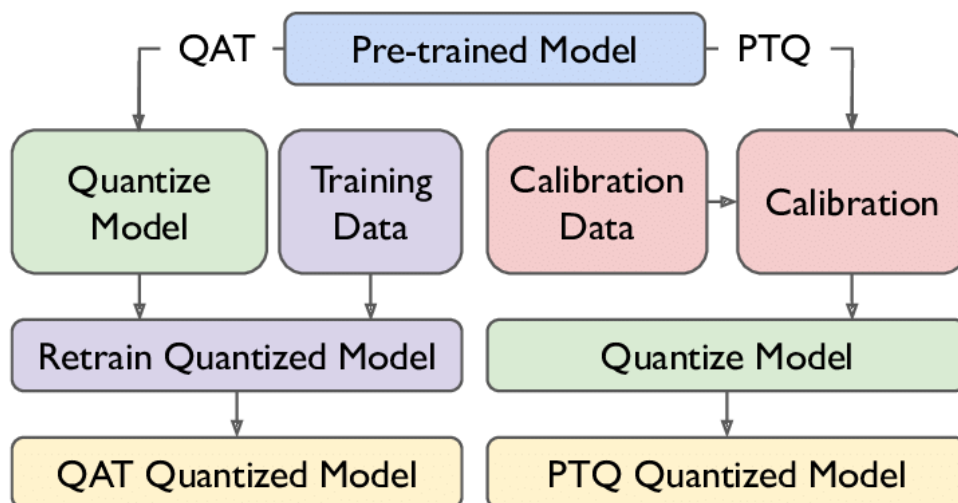 QAT
Pre-trained Model
PTQ
Quantize
Model
Training
Data
Calibration
Data
Calibration
Retrain Quantized Model
Quantize Model
QAT Quantized Model
PTQ Quantized Model